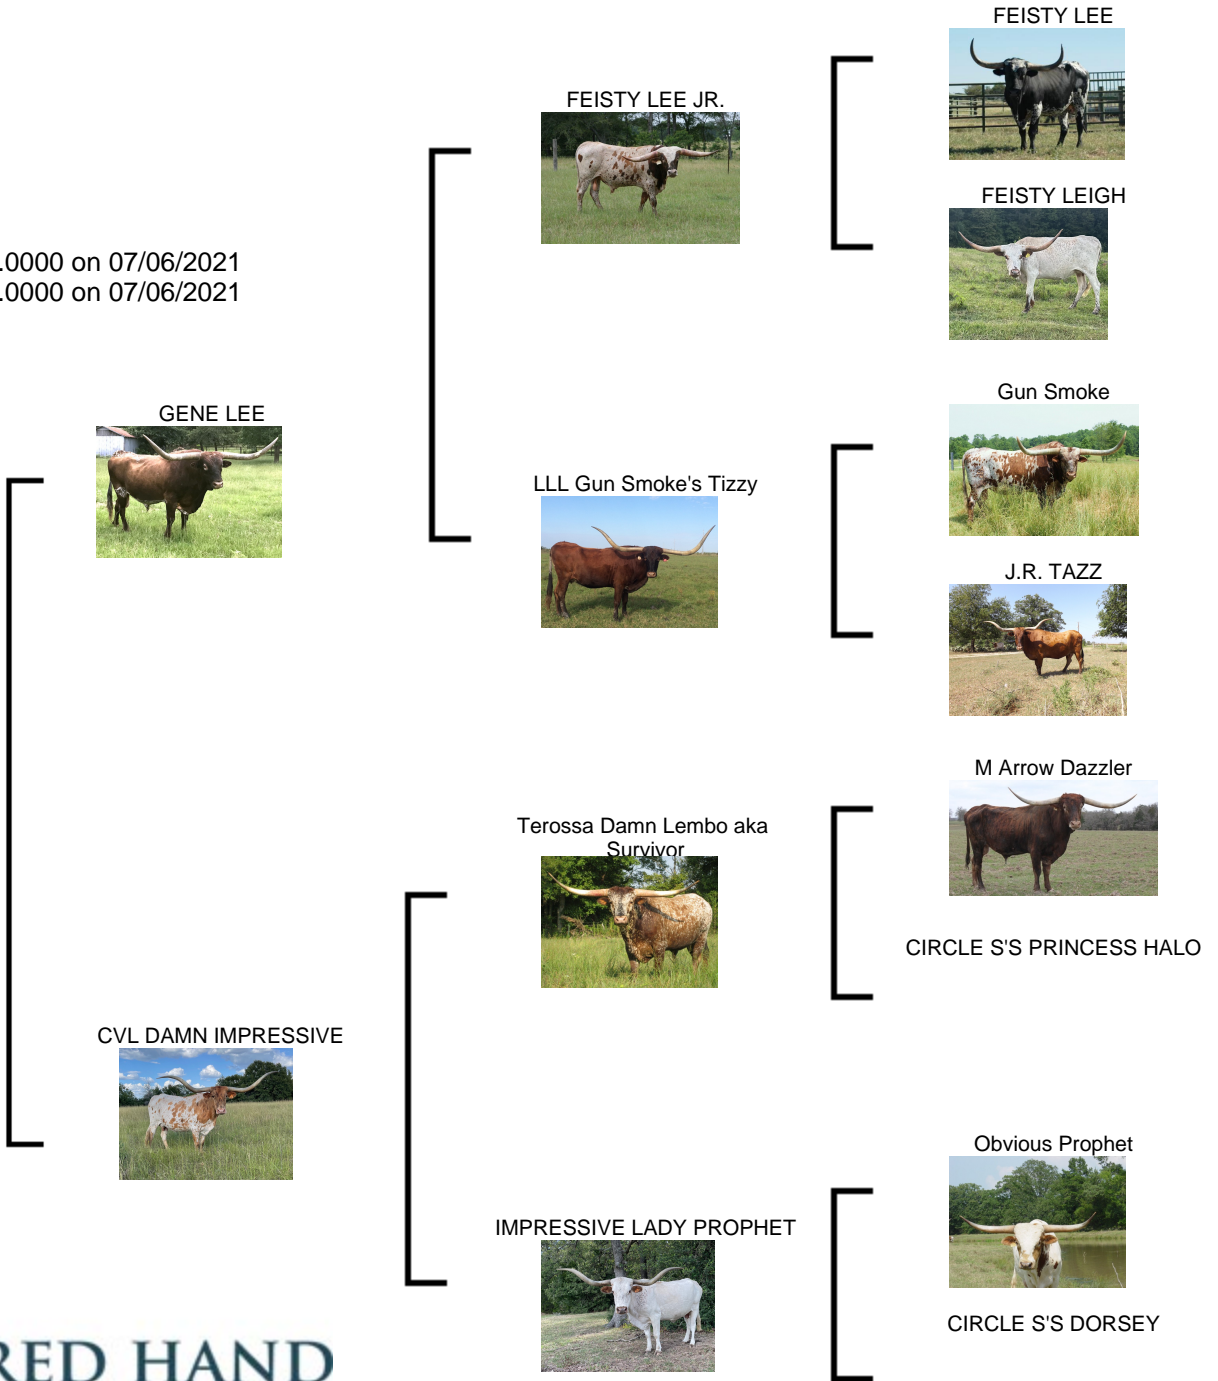 FEISTY LEE
FEISTY LEE JR.
FEISTY LEIGH
.0000 on 07/06/2021
.0000 on 07/06/2021
GENE LEE
Gun Smoke
LLL Gun Smoke's Tizzy
J.R. TAZZ
M Arrow Dazzler
Terossa Damn Lembo aka
Survivor
CIRCLE S'S PRINCESS HALO
CVL DAMN IMPRESSIVE
Obvious Prophet
IMPRESSIVE LADY PROPHET
CIRCLE S'S DORSEY
RED HAND